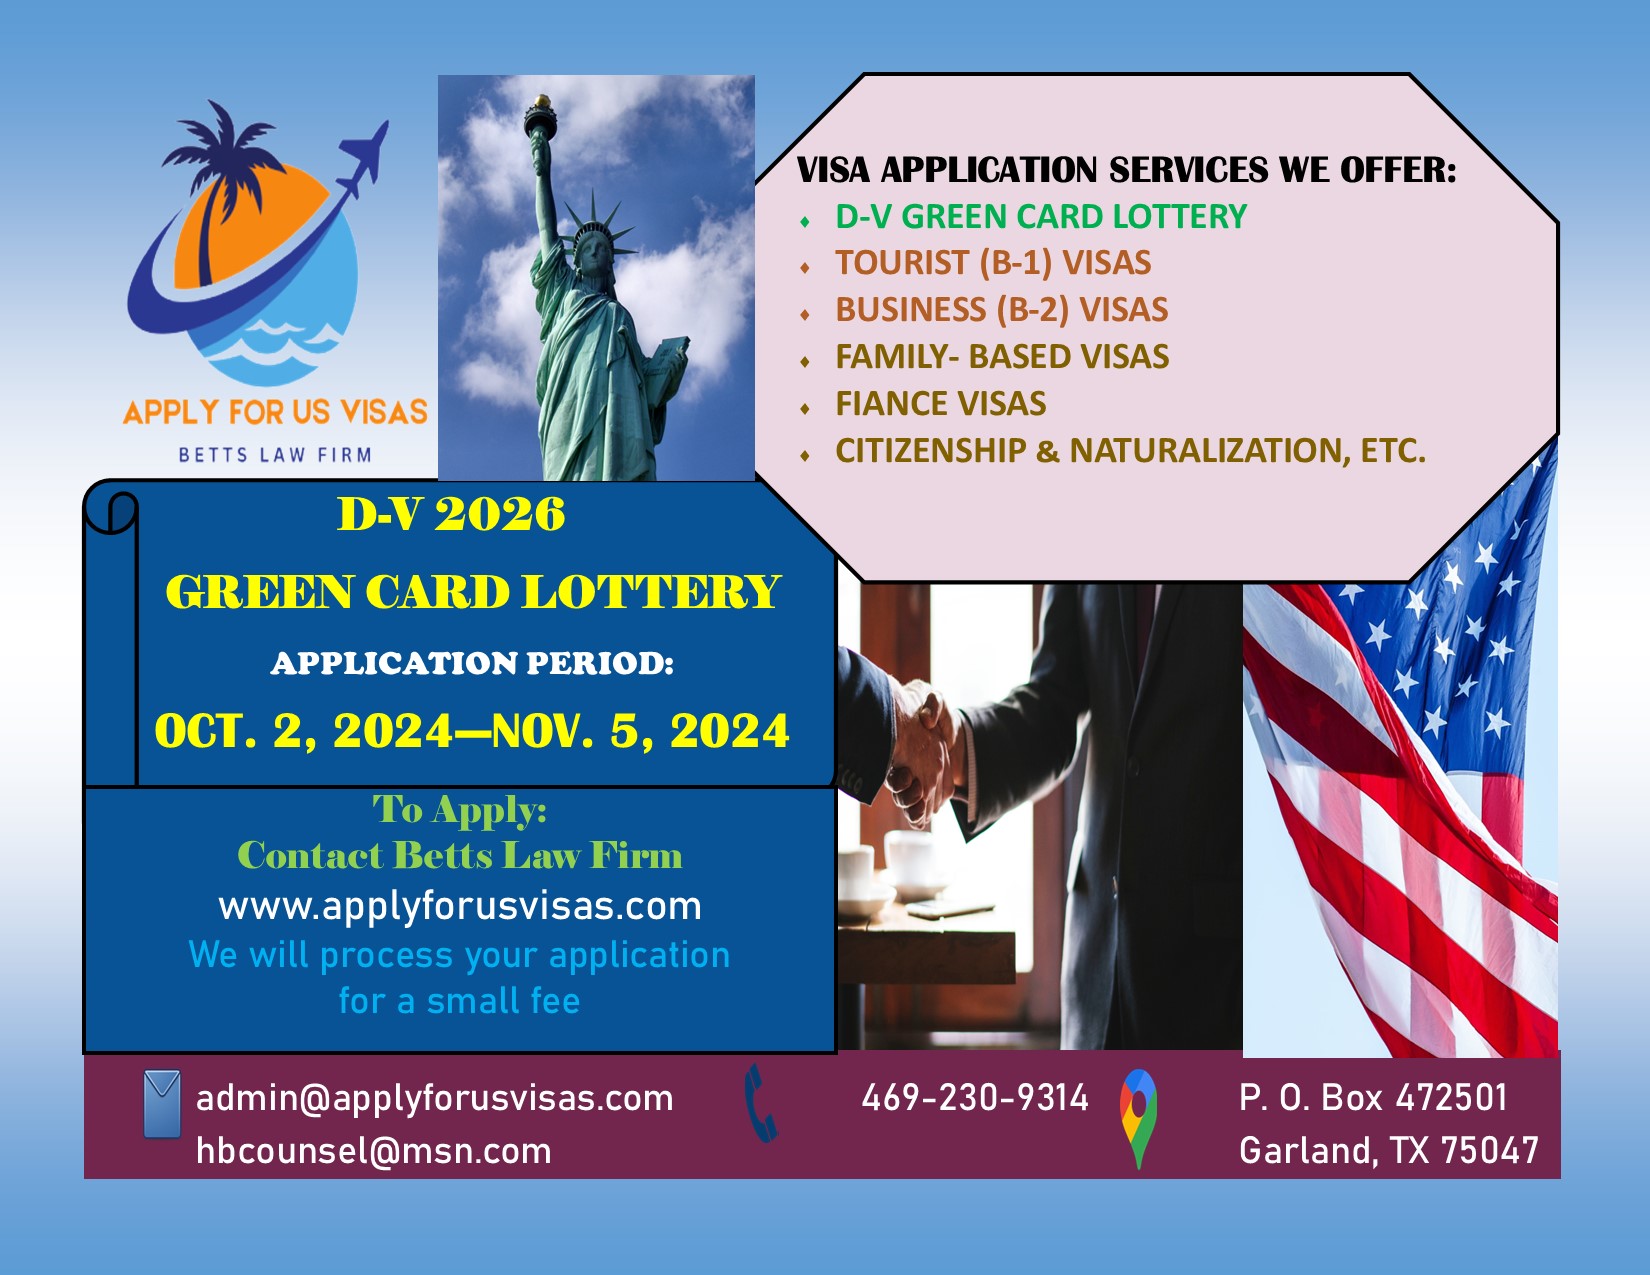 APPLY FOR US VISAS
BETTS LAW FIRM
VISA APPLICATION SERVICES WE OFFER:
D-V GREEN CARD LOTTERY
TOURIST (B-1) VISAS
BUSINESS (B-2) VISAS
FAMILY- BASED VISAS
FIANCE VISAS
CITIZENSHIP & NATURALIZATION, ETC.
D-V 2026
GREEN CARD LOTTERY
APPLICATION PERIOD:
OCT. 2, 2024—NOV. 5, 2024
To Apply:
Contact Betts Law Firm
www.applyforusvisas.com
We will process your application
for a small fee
admin@applyforusvisas.com
hbcounsel@msn.com
469-230-9314
P. O. Box 472501
Garland, TX 75047